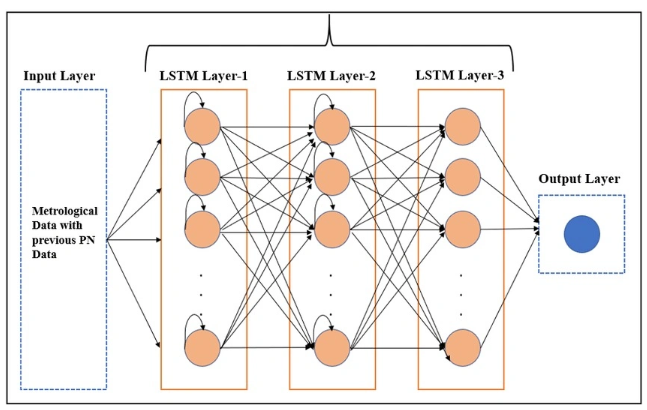 Input Layer
LSTM Layer-1
LSTM Layer-2
LSTM Layer-3
Metrological
Data with
previous PN
Data
Output Layer